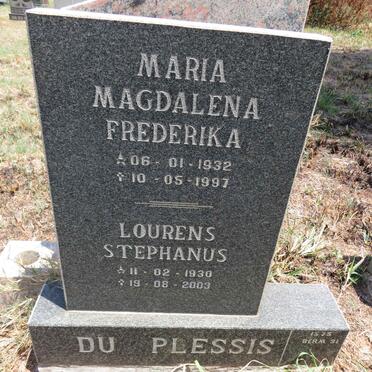 MARIA
MAGDALENA
FREDERIKA
06-01-1932
10-05-1997
LOURENS
STEPHANUS
11-02-1930
19-08-2003
DU PLESSIS